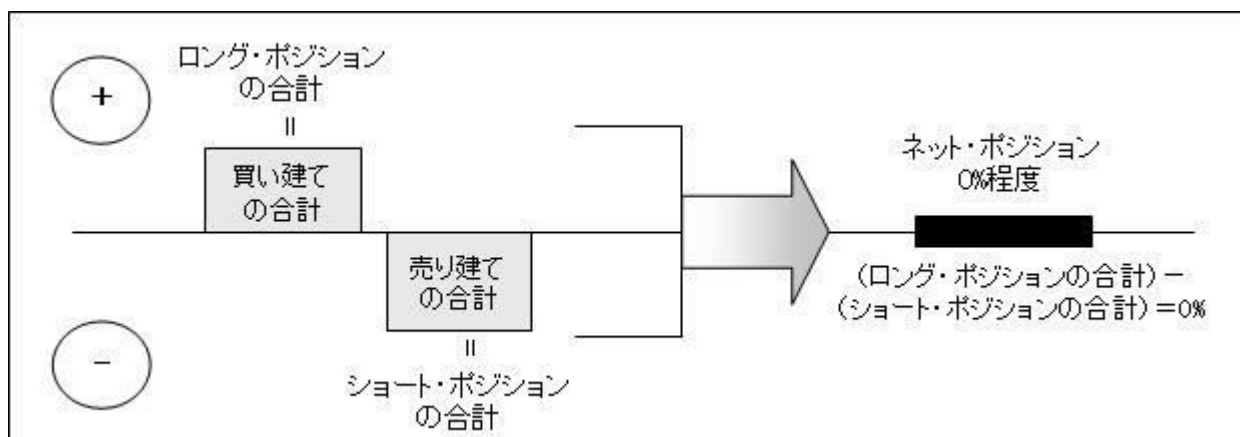 +
ロング・ポジション
の合計
=
買い建て
の合計
売り建て
の合計
=
ショート・ポジション
の合計
-
ネット・ポジション
0%程度
(ロング・ポジションの合計)-
(ショート・ポジションの合計)=0%